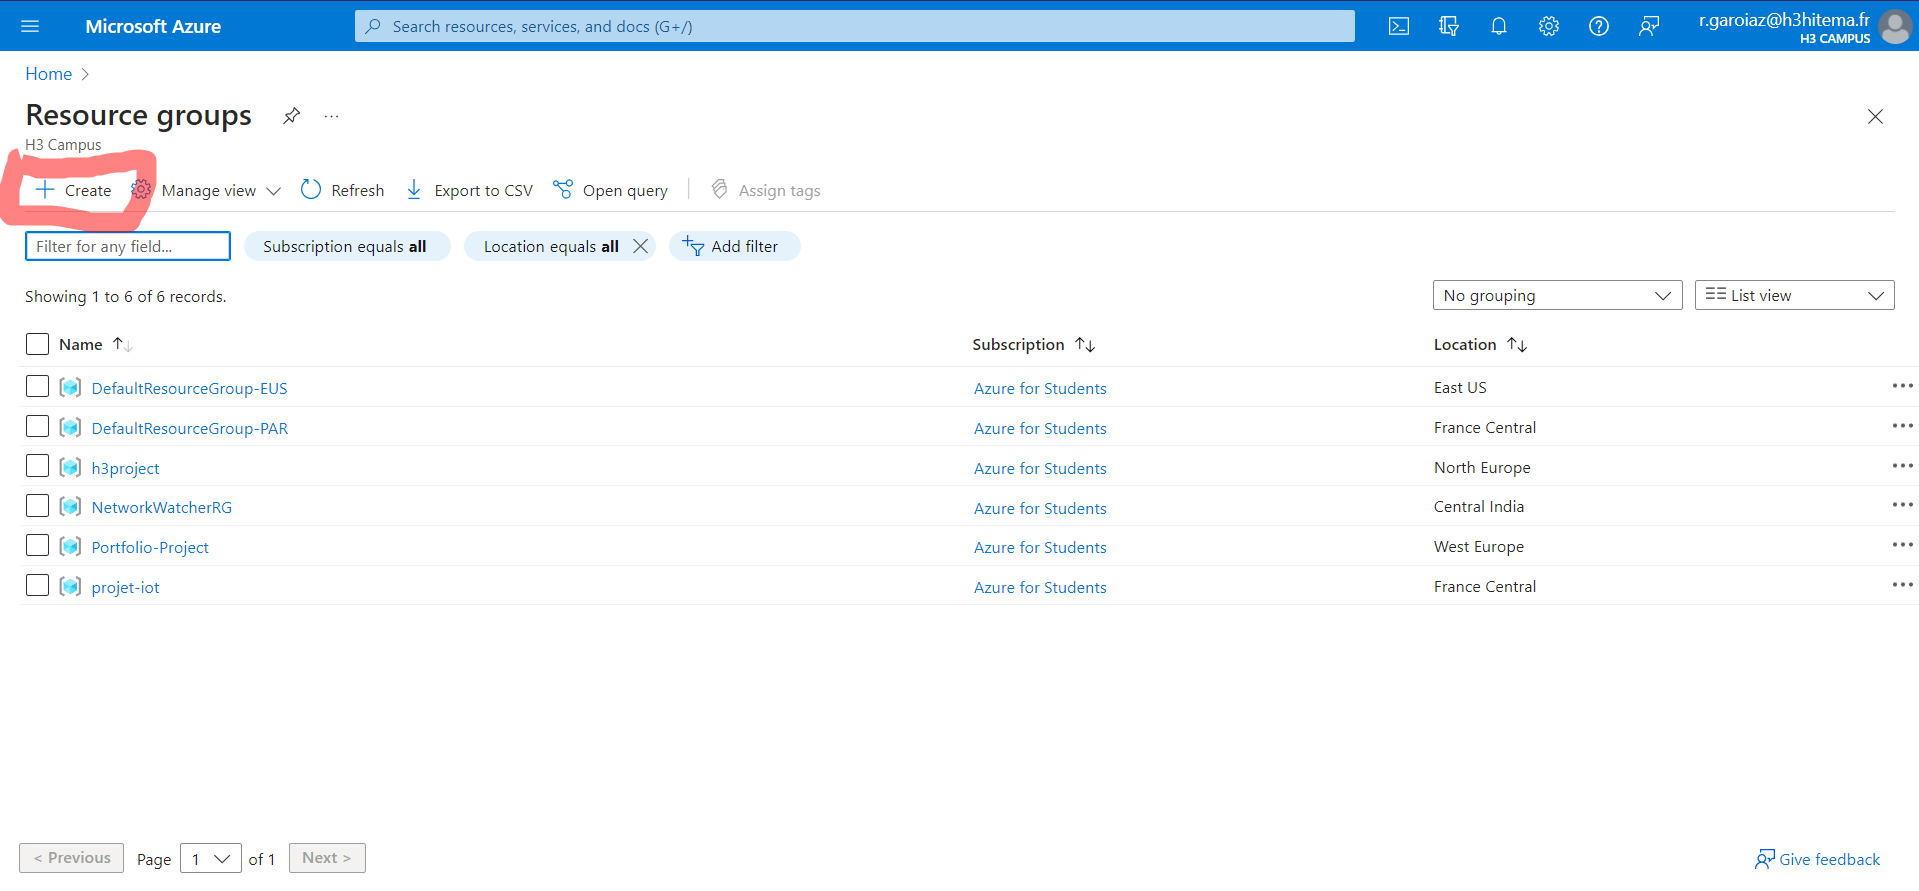 Microsoft Azure
Search resources, services, and docs (G+/)
r.garoiaz@h3hitema.fr
H3 CAMPUS
Home
Resource groups
H3 Campus
Create Manage view Refresh Export to CSV Open query Assign tags
Filter for any field... Subscription equals all Location equals all Add filter
Showing 1 to 6 of 6 records. No grouping List view
Name Subscription Location
DefaultResourceGroup-EUS Azure for Students East US
DefaultResourceGroup-PAR Azure for Students France Central
h3project Azure for Students North Europe
NetworkWatcherRG Azure for Students Central India
Portfolio-Project Azure for Students West Europe
projet-iot Azure for Students France Central
< Previous Page 1 of 1 Next > Give feedback